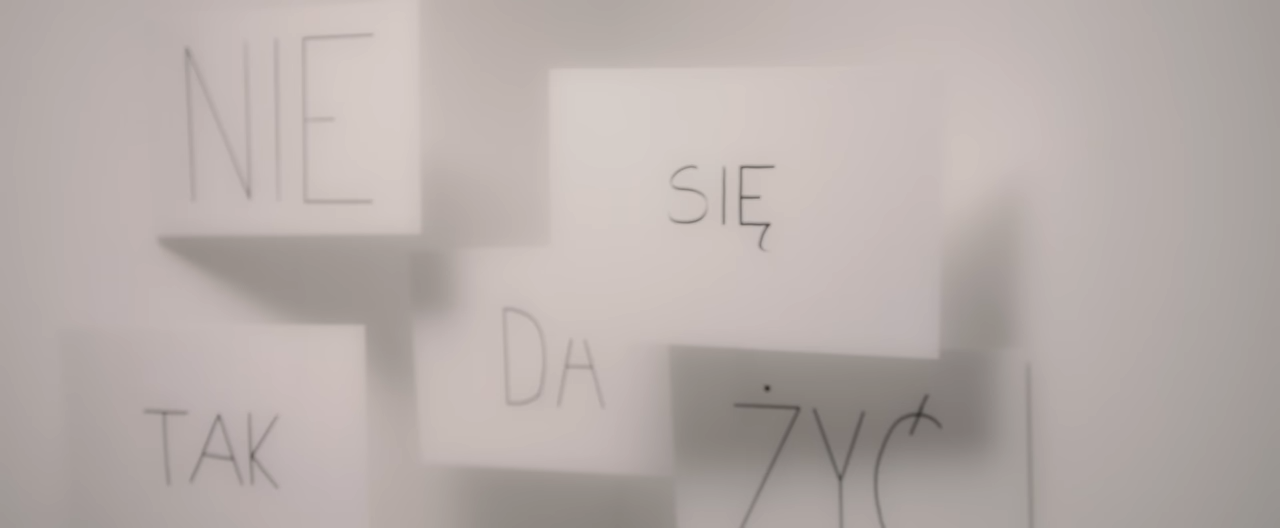 NIE
SIĘ
DA
TAK
ŻYĆ